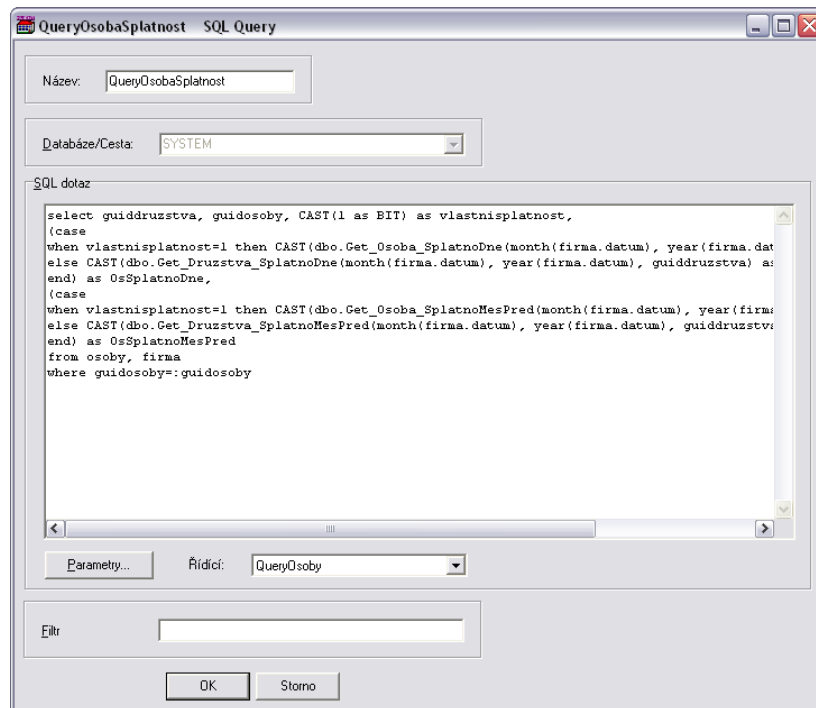 QueryOsobaSplatnost SQL Query
Název: QueryOsobaSplatnost
Databáze/Cesta: SYSTEM
SQL dotaz
select guiddruzstva, guidosoby, CAST(1 as BIT) as vlastnisplatnost,
(case
when vlastnisplatnost=1 then CAST(dbo.Get_Osoba_SplatnoDne(month(firma.datum), year(firma.dat
else CAST(dbo.Get_Druzstva_SplatnoDne(month(firma.datum), year(firma.datum), guiddruzstva) as
end) as OsSplatnoDne,
(case
when vlastnisplatnost=1 then CAST(dbo.Get_Osoba_SplatnoMesPred(month(firma.datum), year(firma
else CAST(dbo.Get_Druzstva_SplatnoMesPred(month(firma.datum), year(firma.datum), guiddruzstva
end) as OsSplatnoMesPred
from osoby, firma
where guidosoby=:guidosoby
Parametry... Řídící: QueryOsoby
Filtr
OK Storno